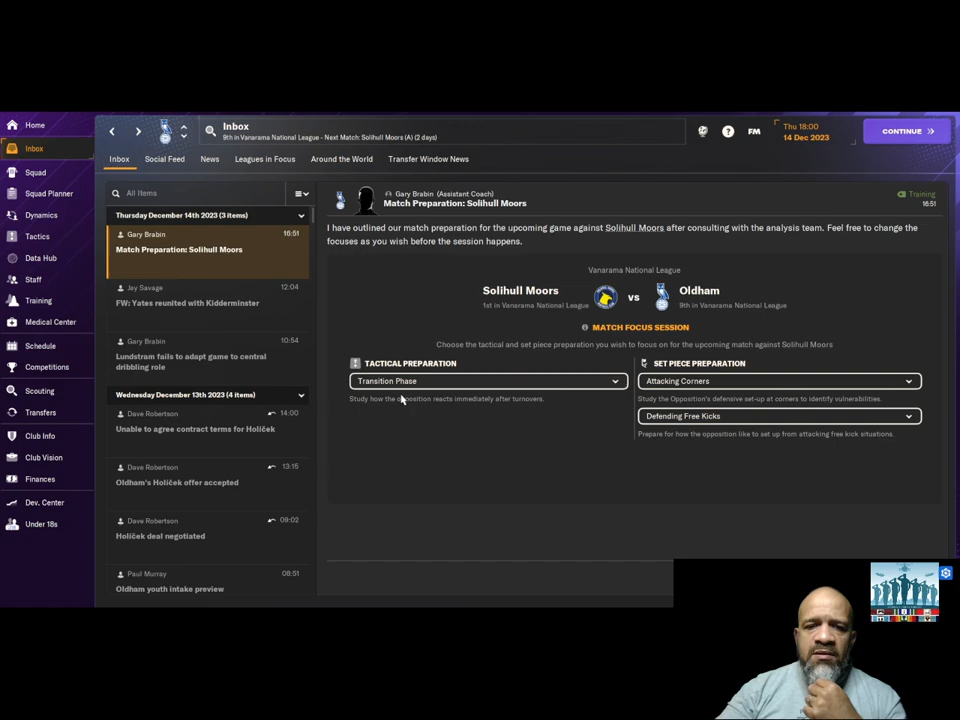 Home
Inbox
Squad
Squad Planner
Dynamics
Tactics
Data Hub
Staff
Training
Medical Center
Schedule
Competitions
Scouting
Transfers
Club Info
Club Vision
Finances
Dev. Center
Under 18s
Inbox
9th in Vanarama National League - Next Match: Solihull Moors (A) (2 days)
FM
Thu 18:00
14 Dec 2023
CONTINUE
Inbox Social Feed News Leagues in Focus Around the World Transfer Window News
All Items
Thursday December 14th 2023 (3 items)
Gary Brabin 16:51
Match Preparation: Solihull Moors
Jay Savage 12:04
FW: Yates reunited with Kidderminster
Gary Brabin 10:54
Lundstram fails to adapt game to central
dribbling role
Wednesday December 13th 2023 (4 items)
Dave Robertson 14:00
Unable to agree contract terms for Holíček
Dave Robertson 13:15
Oldham's Holíček offer accepted
Dave Robertson 09:02
Holíček deal negotiated
Paul Murray 08:51
Oldham youth intake preview
Gary Brabin (Assistant Coach)
Match Preparation: Solihull Moors
Training
16:51
I have outlined our match preparation for the upcoming game against Solihull Moors after consulting with the analysis team. Feel free to change the
focuses as you wish before the session happens.
Vanarama National League
Solihull Moors
1st in Vanarama National League
vs
Oldham
9th in Vanarama National League
MATCH FOCUS SESSION
Choose the tactical and set piece preparation you wish to focus on for the upcoming match against Solihull Moors
TACTICAL PREPARATION
Transition Phase
Study how the opposition reacts immediately after turnovers.
SET PIECE PREPARATION
Attacking Corners
Study the Opposition's defensive set-up at corners to identify vulnerabilities.
Defending Free Kicks
Prepare for how the opposition like to set up from attacking free kick situations.